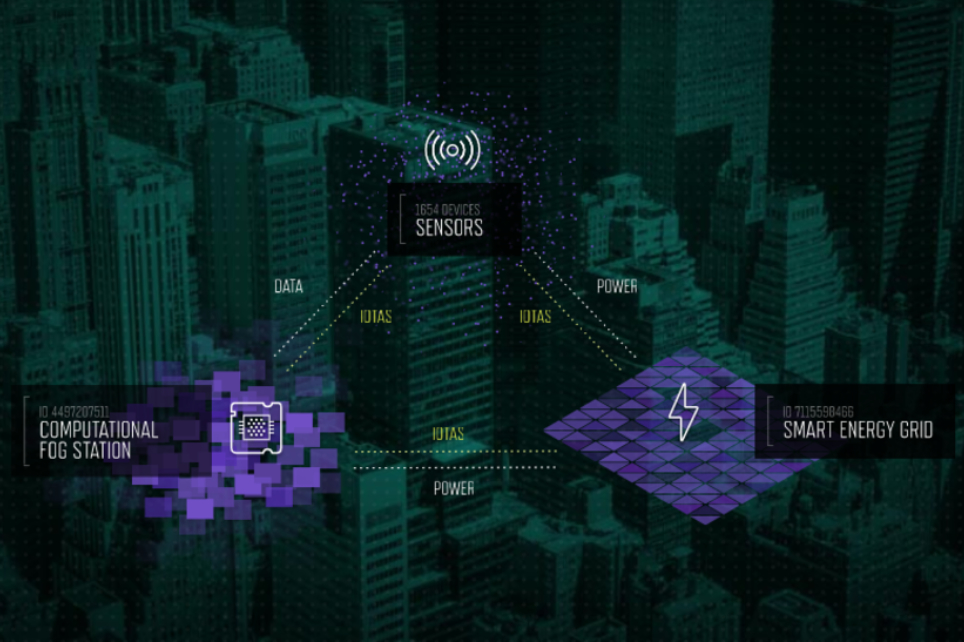 1654 DEVICES
SENSORS
DATA
POWER
IOTAS
IOTAS
ID 4497207511
COMPUTATIONAL
FOG STATION
ID 7115598466
SMART ENERGY GRID
IOTAS
POWER